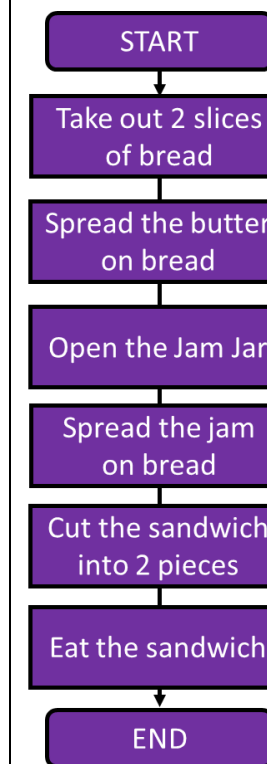 START
Take out 2 slices
of bread
Spread the butter
on bread
Open the Jam Jar
Spread the jam
on bread
Cut the sandwich
into 2 pieces
Eat the sandwich
END